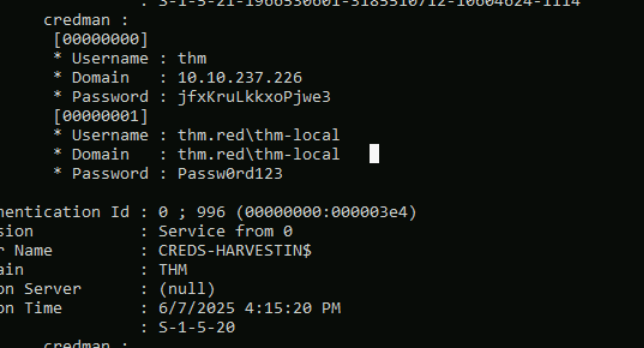 : S-1-5-21-1966530601-3185510712-10604624-1114
credman :
[00000000]
* Username : thm
* Domain : 10.10.237.226
* Password : jfxKruLkkxoPjwe3
[00000001]
* Username : thm.red\thm-local
* Domain : thm.red\thm-local
* Password : Passw0rd123
hentication Id : 0 ; 996 (00000000:000003e4)
sion : Service from 0
r Name : CREDS-HARVESTIN$
ain : THM
on Server : (null)
on Time : 6/7/2025 4:15:20 PM
: S-1-5-20
credman :